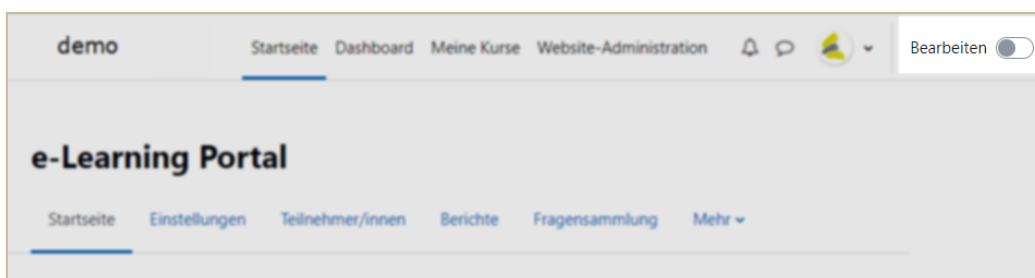 demo Startseite Dashboard Meine Kurse Website-Administration Bearbeiten
e-Learning Portal
Startseite Einstellungen Teilnehmer/innen Berichte Fragensammlung Mehr